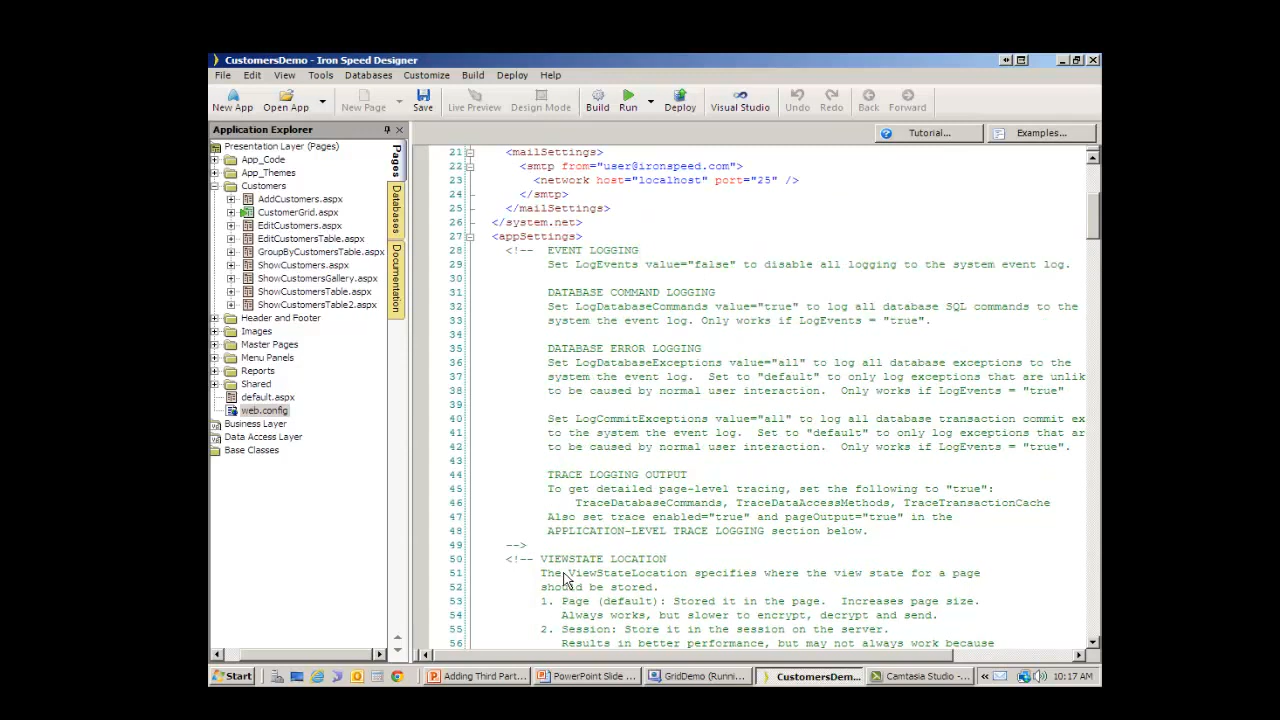 CustomersDemo - Iron Speed Designer
File Edit View Tools Databases Customize Build Deploy Help
New App Open App New Page Save Live Preview Design Mode Build Run Deploy Visual Studio Undo Redo Back Forward
Application Explorer
Tutorial... Examples...
Presentation Layer (Pages)
App_Code
App_Themes
Customers
AddCustomers.aspx
CustomerGrid.aspx
EditCustomers.aspx
EditCustomersTable.aspx
GroupByCustomersTable.aspx
ShowCustomers.aspx
ShowCustomersGallery.aspx
ShowCustomersTable.aspx
ShowCustomersTable2.aspx
Header and Footer
Images
Master Pages
Menu Panels
Reports
Shared
default.aspx
web.config
Business Layer
Data Access Layer
Base Classes
Pages
Databases
Documentation
21 <mailSettings>
22 <smtp from="user@ironspeed.com">
23 <network host="localhost" port="25" />
24 </smtp>
25 </mailSettings>
26 </system.net>
27 <appSettings>
28 <!-- EVENT LOGGING
29 Set LogEvents value="false" to disable all logging to the system event log.
30
31 DATABASE COMMAND LOGGING
32 Set LogDatabaseCommands value="true" to log all database SQL commands to the
33 system the event log. Only works if LogEvents = "true".
34
35 DATABASE ERROR LOGGING
36 Set LogDatabaseExceptions value="all" to log all database exceptions to the
37 system the event log. Set to "default" to only log exceptions that are unlik
38 to be caused by normal user interaction. Only works if LogEvents = "true"
39
40 Set LogCommitExceptions value="all" to log all database transaction commit ex
41 to the system the event log. Set to "default" to only log exceptions that ar
42 to be caused by normal user interaction. Only works if LogEvents = "true".
43
44 TRACE LOGGING OUTPUT
45 To get detailed page-level tracing, set the following to "true":
46 TraceDatabaseCommands, TraceDataAccessMethods, TraceTransactionCache
47 Also set trace enabled="true" and pageOutput="true" in the
48 APPLICATION-LEVEL TRACE LOGGING section below.
49 -->
50 <!-- VIEWSTATE LOCATION
51 The ViewStateLocation specifies where the view state for a page
52 should be stored.
53 1. Page (default): Stored it in the page. Increases page size.
54 Always works, but slower to encrypt, decrypt and send.
55 2. Session: Store it in the session on the server.
56 Results in better performance, but may not always work because
Start Adding Third Part... PowerPoint Slide ... GridDemo (Runni... CustomersDem... Camtasia Studio -... « 10:17 AM